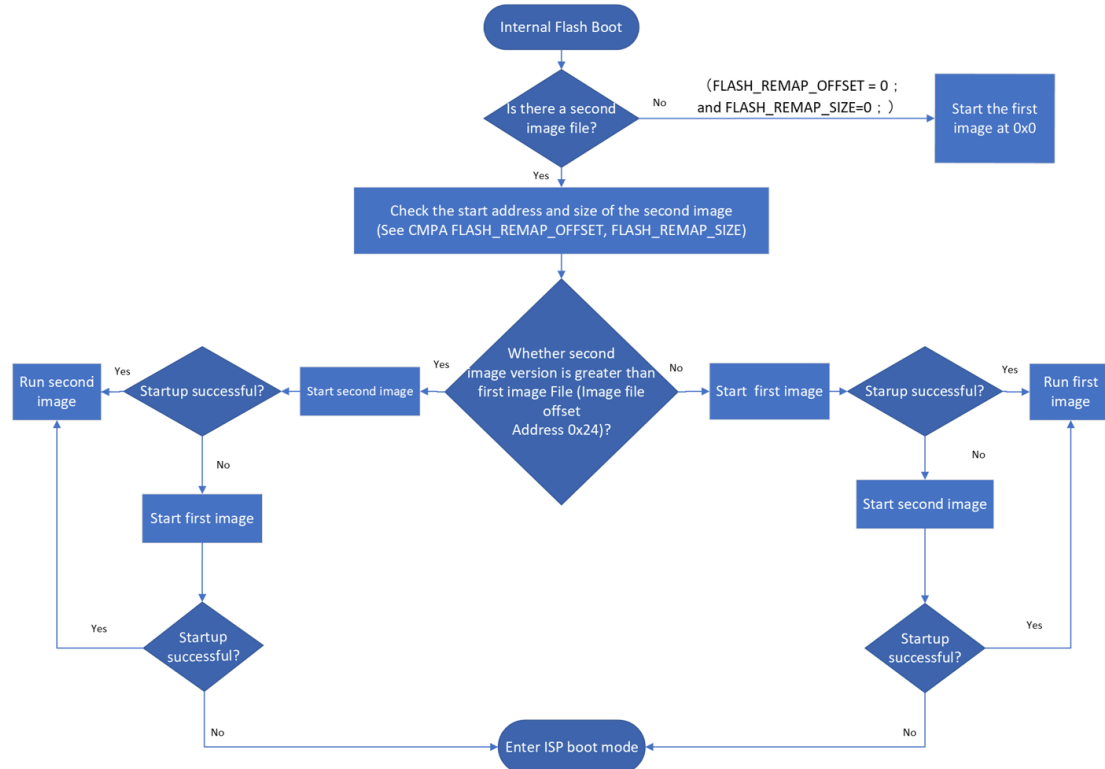 Internal Flash Boot
Is there a second
image file?
No
（FLASH_REMAP_OFFSET = 0；
and FLASH_REMAP_SIZE=0；）
Start the first
image at 0x0
Yes
Check the start address and size of the second image
(See CMPA FLASH_REMAP_OFFSET, FLASH_REMAP_SIZE)
Whether second
image version is greater than
first image File (Image file
offset
Address 0x24)?
Yes
Start second image
Startup successful?
Yes
Run second
image
No
Start first image
Startup
successful?
Yes
No
No
Start  first image
Starup successful?
Yes
Run first
image
No
Start second image
Startup
successful?
Yes
No
Enter ISP boot mode